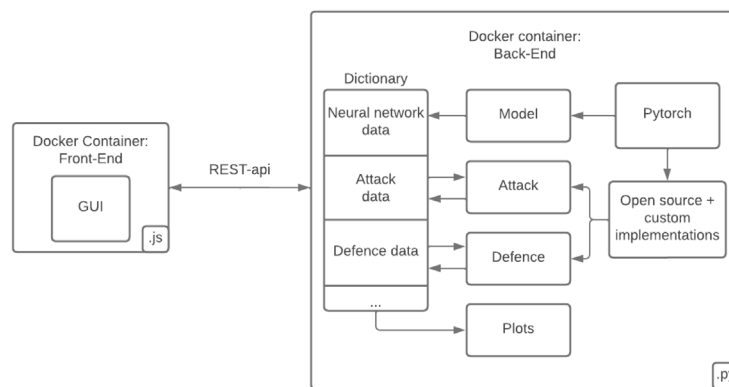 Docker container:
Back-End
Dictionary
Neural network
data
Model
Pytorch
Docker Container:
Front-End
REST-api
Attack
data
Attack
GUI
Open source +
custom
implementations
.js
Defence data
Defence
...
Plots
.py